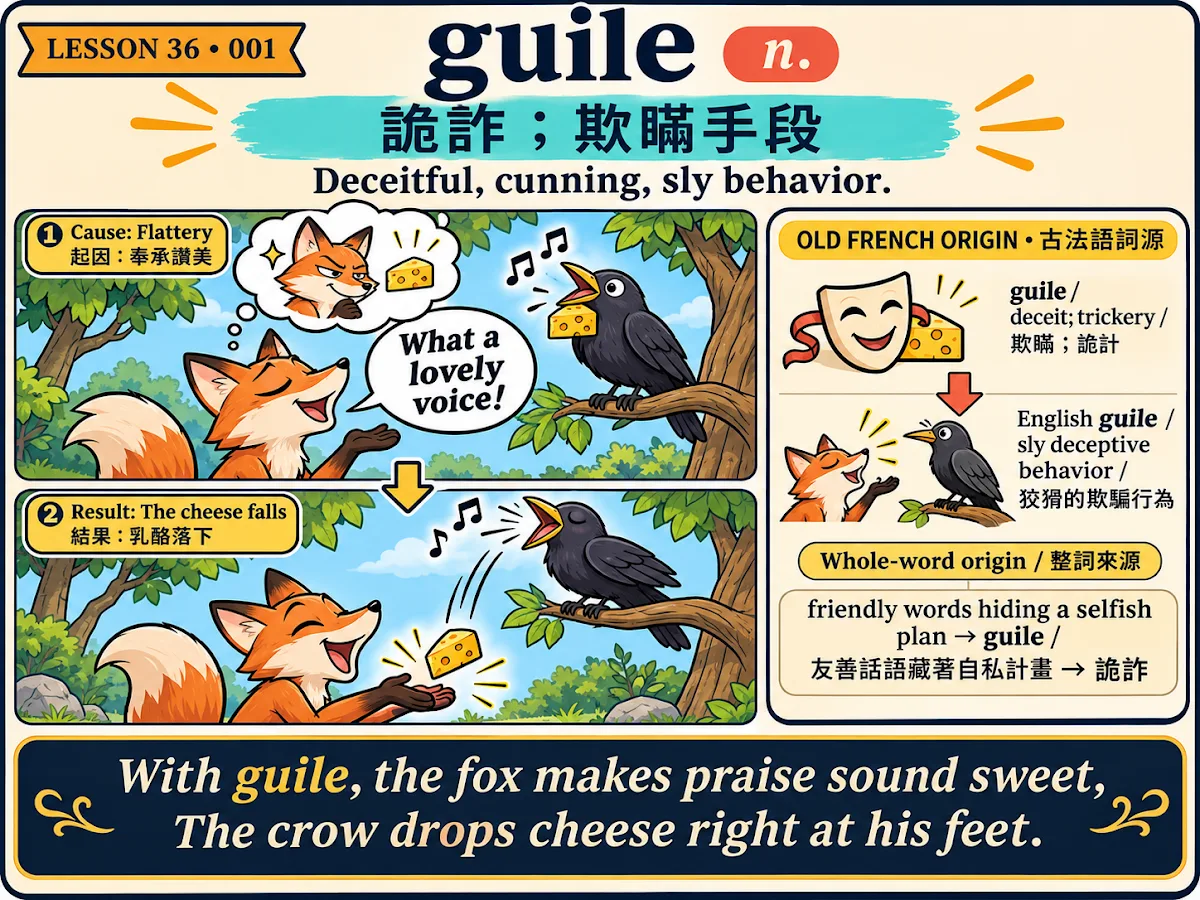 LESSON 36 • 001
guile n.
詭詐；欺瞞手段
Deceitful, cunning, sly behavior.
1 Cause: Flattery
起因：奉承讚美
What a
lovely
voice!
2 Result: The cheese falls
結果：乳酪落下
OLD FRENCH ORIGIN • 古法語詞源
guile /
deceit; trickery /
欺瞞；詭計
English guile /
sly deceptive
behavior /
狡猾的欺騙行為
Whole-word origin / 整詞來源
friendly words hiding a selfish
plan → guile /
友善話語藏著自私計畫 → 詭詐
With guile, the fox makes praise sound sweet,
The crow drops cheese right at his feet.